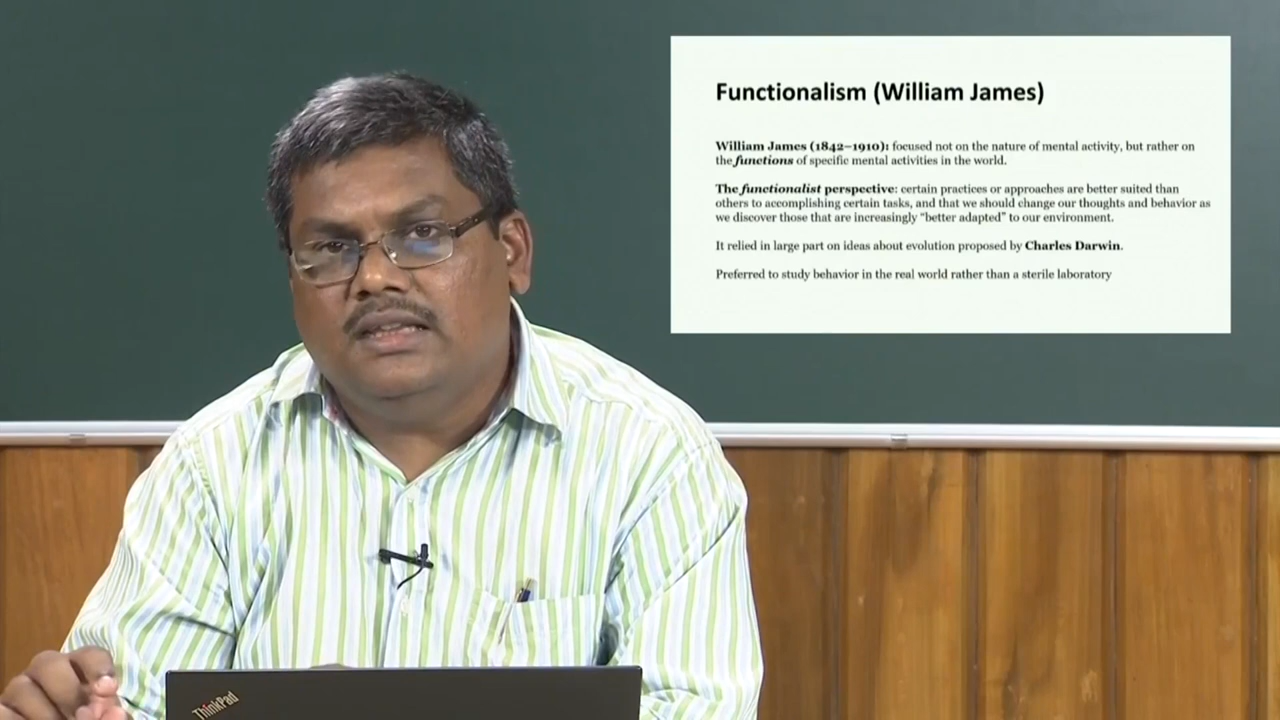 Functionalism (William James)
William James (1842–1910): focused not on the nature of mental activity, but rather on
the functions of specific mental activities in the world.
The functionalist perspective: certain practices or approaches are better suited than
others to accomplishing certain tasks, and that we should change our thoughts and behavior as
we discover those that are increasingly “better adapted” to our environment.
It relied in large part on ideas about evolution proposed by Charles Darwin.
Preferred to study behavior in the real world rather than a sterile laboratory
ThinkPad